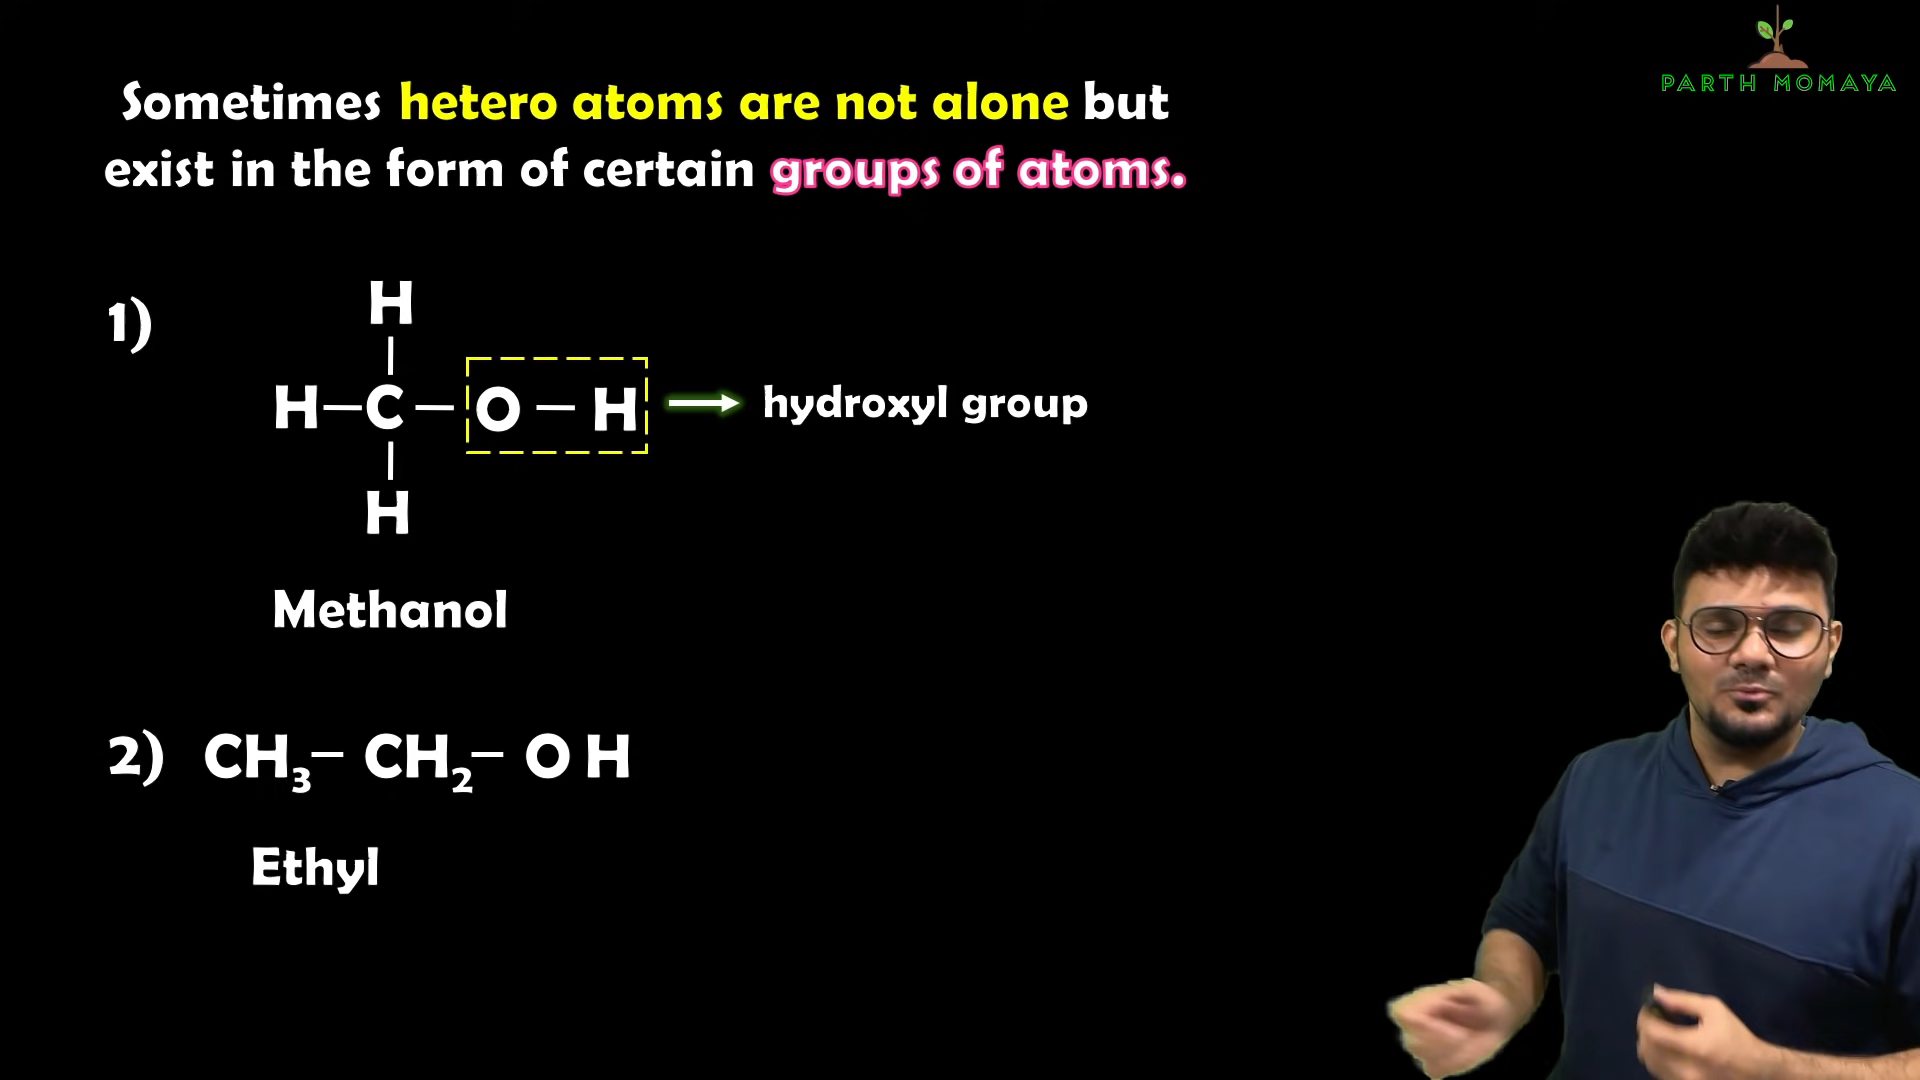 PARTH MOMAYA
Sometimes hetero atoms are not alone but
exist in the form of certain groups of atoms.
1)
H
H—C—O—H → hydroxyl group
H
Methanol
2) CH₃– CH₂– O H
Ethyl